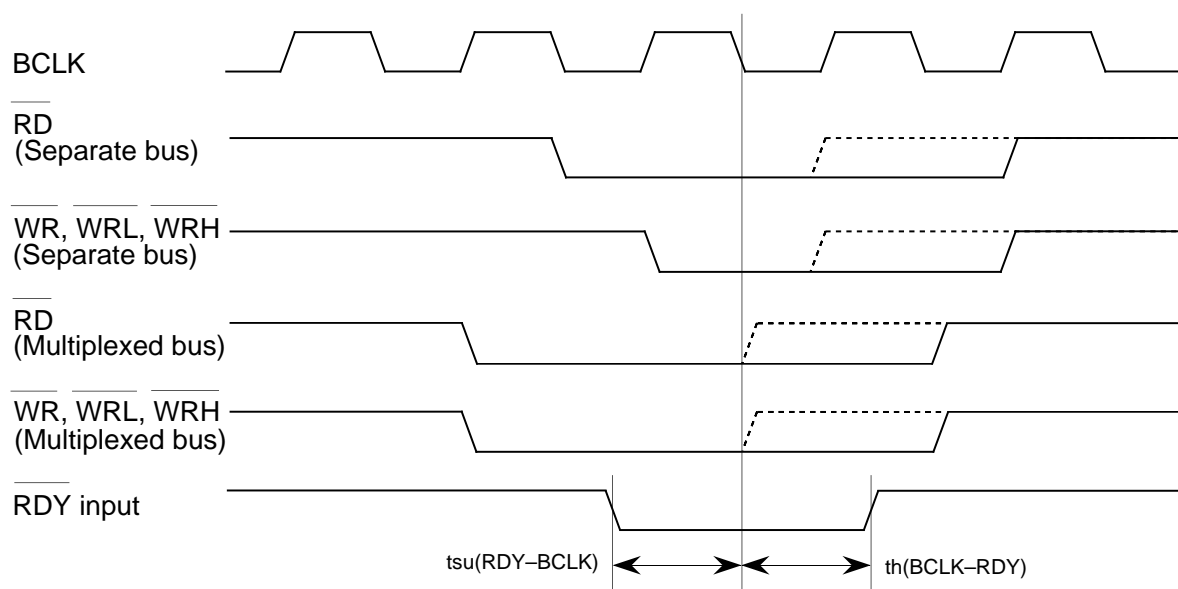 BCLK
RD
(Separate bus)
WR, WRL, WRH
(Separate bus)
RD
(Multiplexed bus)
WR, WRL, WRH
(Multiplexed bus)
RDY input
tsu(RDY–BCLK)
th(BCLK–RDY)